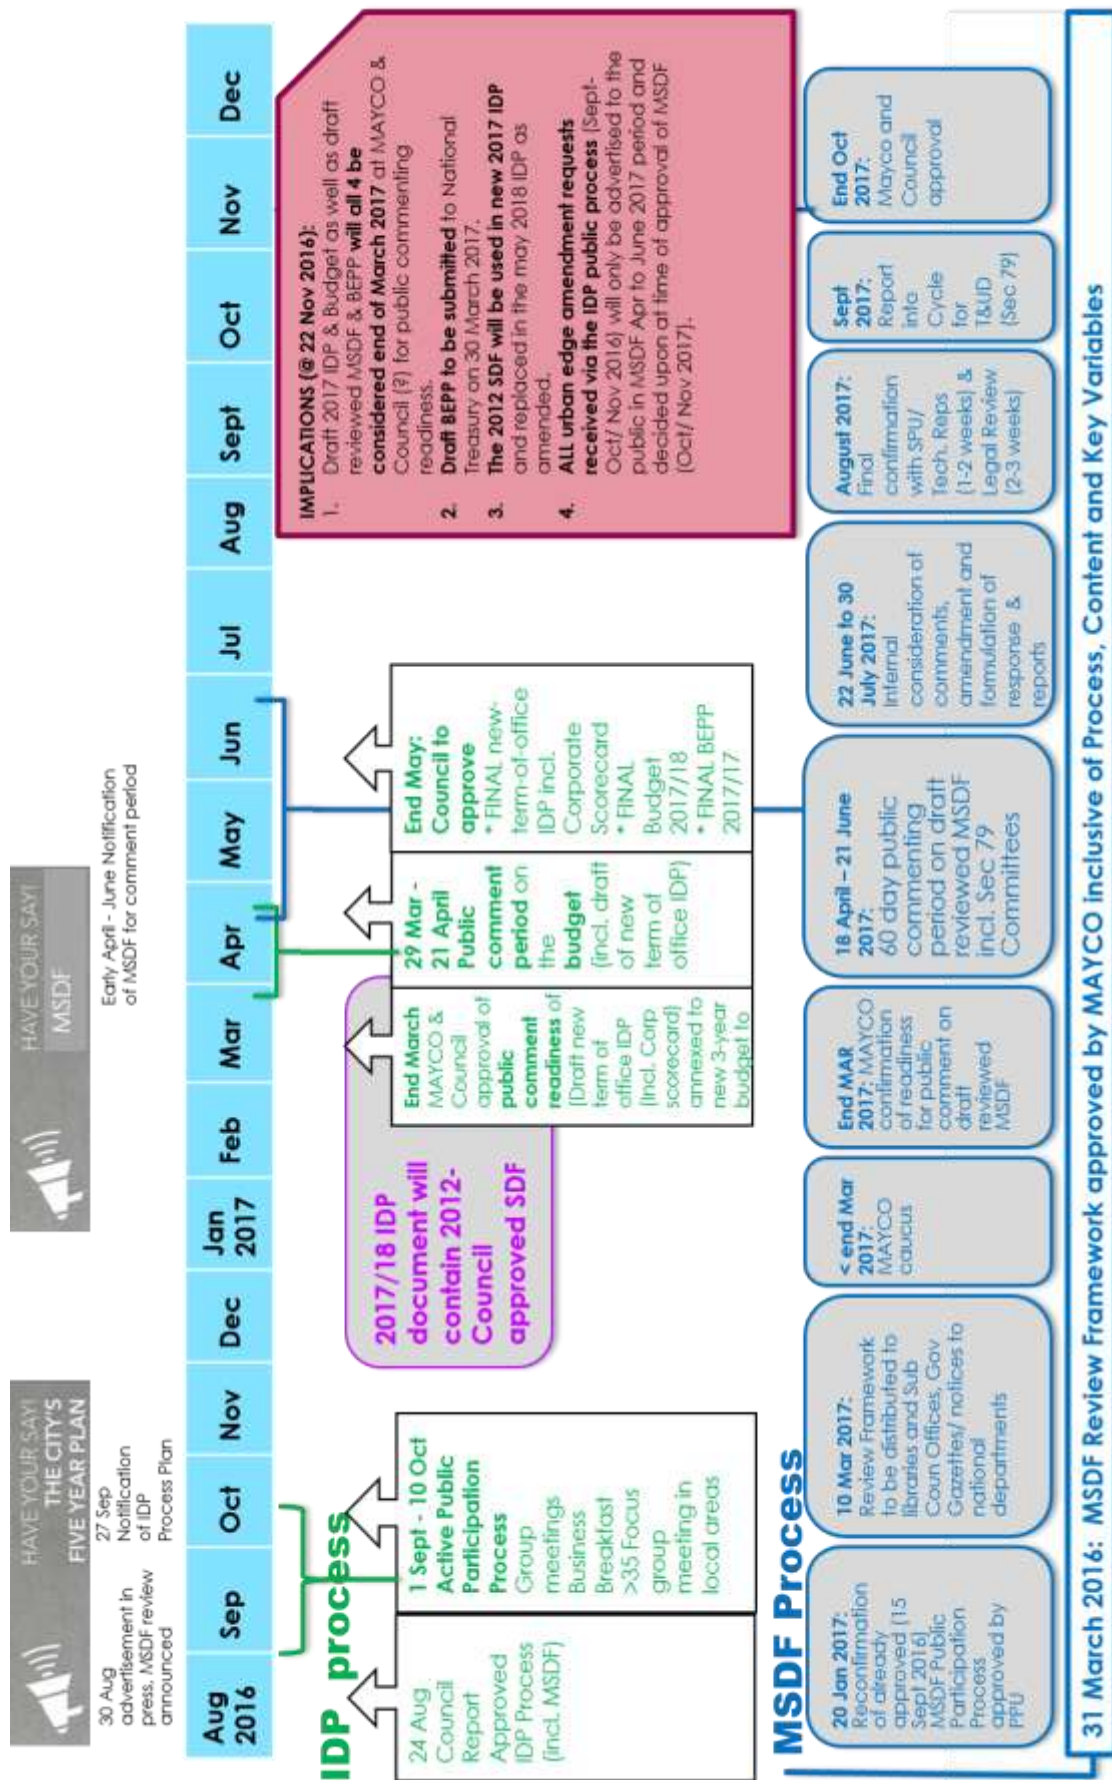 HAVE YOUR SAY!
THE CITY'S
FIVE YEAR PLAN
30 Aug
advertisement in
press, MSDF review
announced
27 Sep
Notification
of IDP
Process Plan
HAVE YOUR SAY!
MSDF
Early April - June Notification
of MSDF for comment period
Aug
2016
Sep
Oct
Nov
Dec
Jan
2017
Feb
Mar
Apr
May
Jun
Jul
Aug
Sept
Oct
Nov
Dec
IDP process
24 Aug
Council
Report
Approved
IDP Process
(incl. MSDF)
1 Sept - 10 Oct
Active Public
Participation
Process
Group
meetings
Business
Breakfast
>35 Focus
group
meeting in
local areas
2017/18 IDP
document will
contain 2012-
Council
approved SDF
End March
MAYCO &
Council
approval of
public
comment
readiness of
(Draft new
term of
office IDP
(Incl. Corp
scorecard)
annexed to
new 3-year
budget to
29 Mar -
21 April
Public
comment
period on
the
budget
(incl. draft
of new
term of
office IDP)
End May:
Council to
approve
* FINAL new-
term-of-office
IDP incl.
Corporate
Scorecard
* FINAL
Budget
2017/18
* FINAL BEPP
2017/17
IMPLICATIONS (@ 22 Nov 2016):
1. Draft 2017 IDP & Budget as well as draft
reviewed MSDF & BEPP will all 4 be
considered end of March 2017 at MAYCO &
Council (?) for public commenting
readiness.
2. Draft BEPP to be submitted to National
Treasury on 30 March 2017.
3. The 2012 SDF will be used in new 2017 IDP
and replaced in the may 2018 IDP as
amended.
4. ALL urban edge amendment requests
received via the IDP public process (Sept-
Oct/ Nov 2016) will only be advertised to the
public in MSDF Apr to June 2017 period and
decided upon at time of approval of MSDF
(Oct/ Nov 2017).
MSDF Process
20 Jan 2017:
Reconfirmation
of already
approved (15
Sept 2016)
MSDF Public
Participation
Process
approved by
PPU
10 Mar 2017:
Review Framework
to be distributed to
libraries and Sub
Coun Offices, Gov
Gazettes/ notices to
national
departments
< end Mar
2017:
MAYCO
caucus
End MAR
2017: MAYCO
confirmation
of readiness
for public
comment on
draft
reviewed
MSDF
18 April – 21 June
2017:
60 day public
commenting
period on draft
reviewed MSDF
incl. Sec 79
Committees
22 June to 30
July 2017:
Internal
consideration of
comments,
amendment and
formulation of
response &
reports
August 2017:
Final
confirmation
with SPU/
Tech. Reps
(1-2 weeks) &
Legal Review
(2-3 weeks)
Sept
2017:
Report
into
Cycle
for
T&UD
(Sec 79)
End Oct
2017:
Mayco and
Council
approval
31 March 2016: MSDF Review Framework approved by MAYCO inclusive of Process, Content and Key Variables